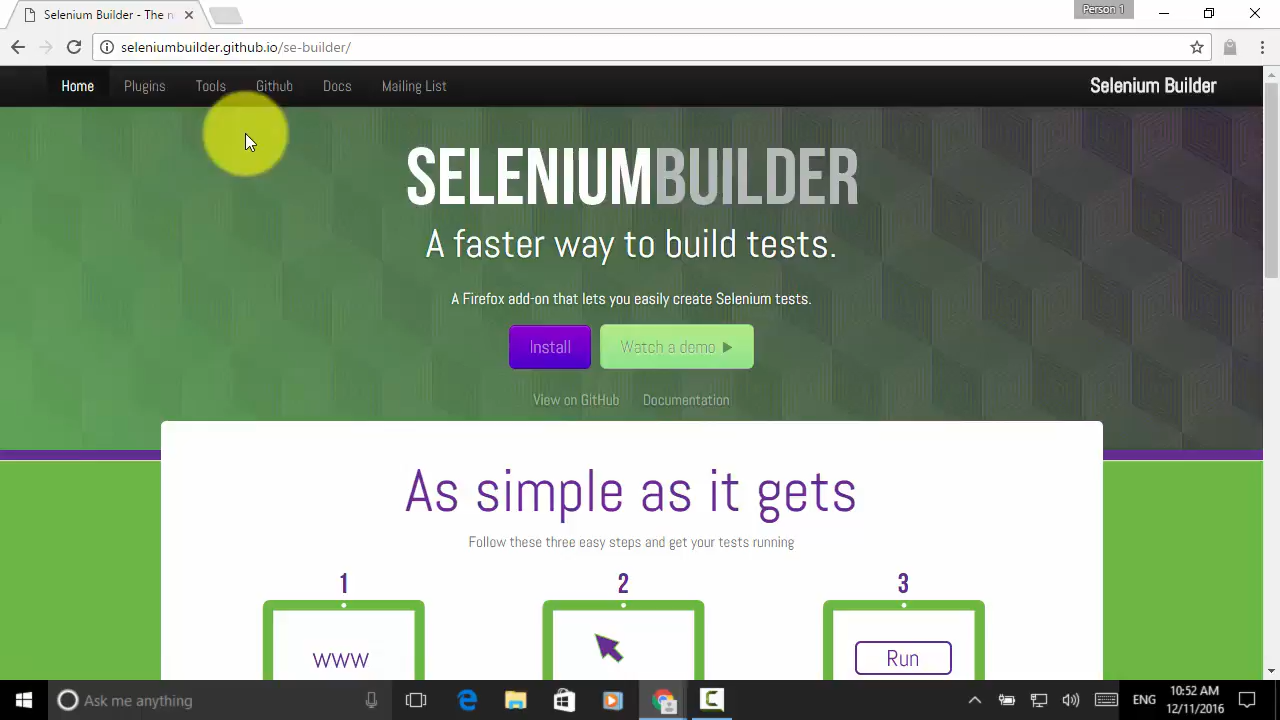 Selenium Builder - The n
Person 1
seleniumbuilder.github.io/se-builder/
Home
Plugins
Tools
Github
Docs
Mailing List
Selenium Builder
SELENIUMBUILDER
A faster way to build tests.
A Firefox add-on that lets you easily create Selenium tests.
Install
Watch a demo
View on GitHub
Documentation
As simple as it gets
Follow these three easy steps and get your tests running
1
2
3
WWW
Run
Ask me anything
ENG
10:52 AM
12/11/2016